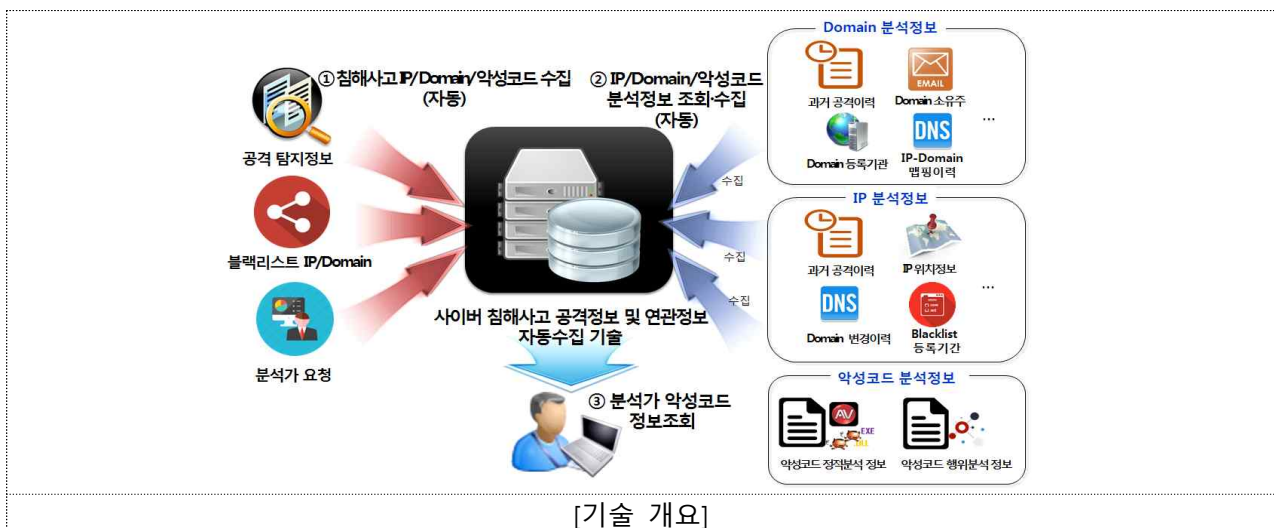 ① 침해사고 IP/Domain/악성코드 수집
(자동)
공격 탐지정보
블랙리스트 IP/Domain
분석가 요청
② IP/Domain/악성코드
분석정보 조회·수집
(자동)
사이버 침해사고 공격정보 및 연관정보
자동수집 기술
③ 분석가 악성코드
정보조회
수집
수집
수집
Domain 분석정보
EMAIL
과거 공격이력
Domain 소유주
DNS
...
Domain 등록기관
IP-Domain
맵핑이력
IP 분석정보
과거 공격이력
IP 위치정보
DNS
...
Domain 변경이력
Blacklist
등록기간
악성코드 분석정보
AV
EXE
DLL
악성코드 정적분석 정보
악성코드 행위분석 정보
[기술 개요]